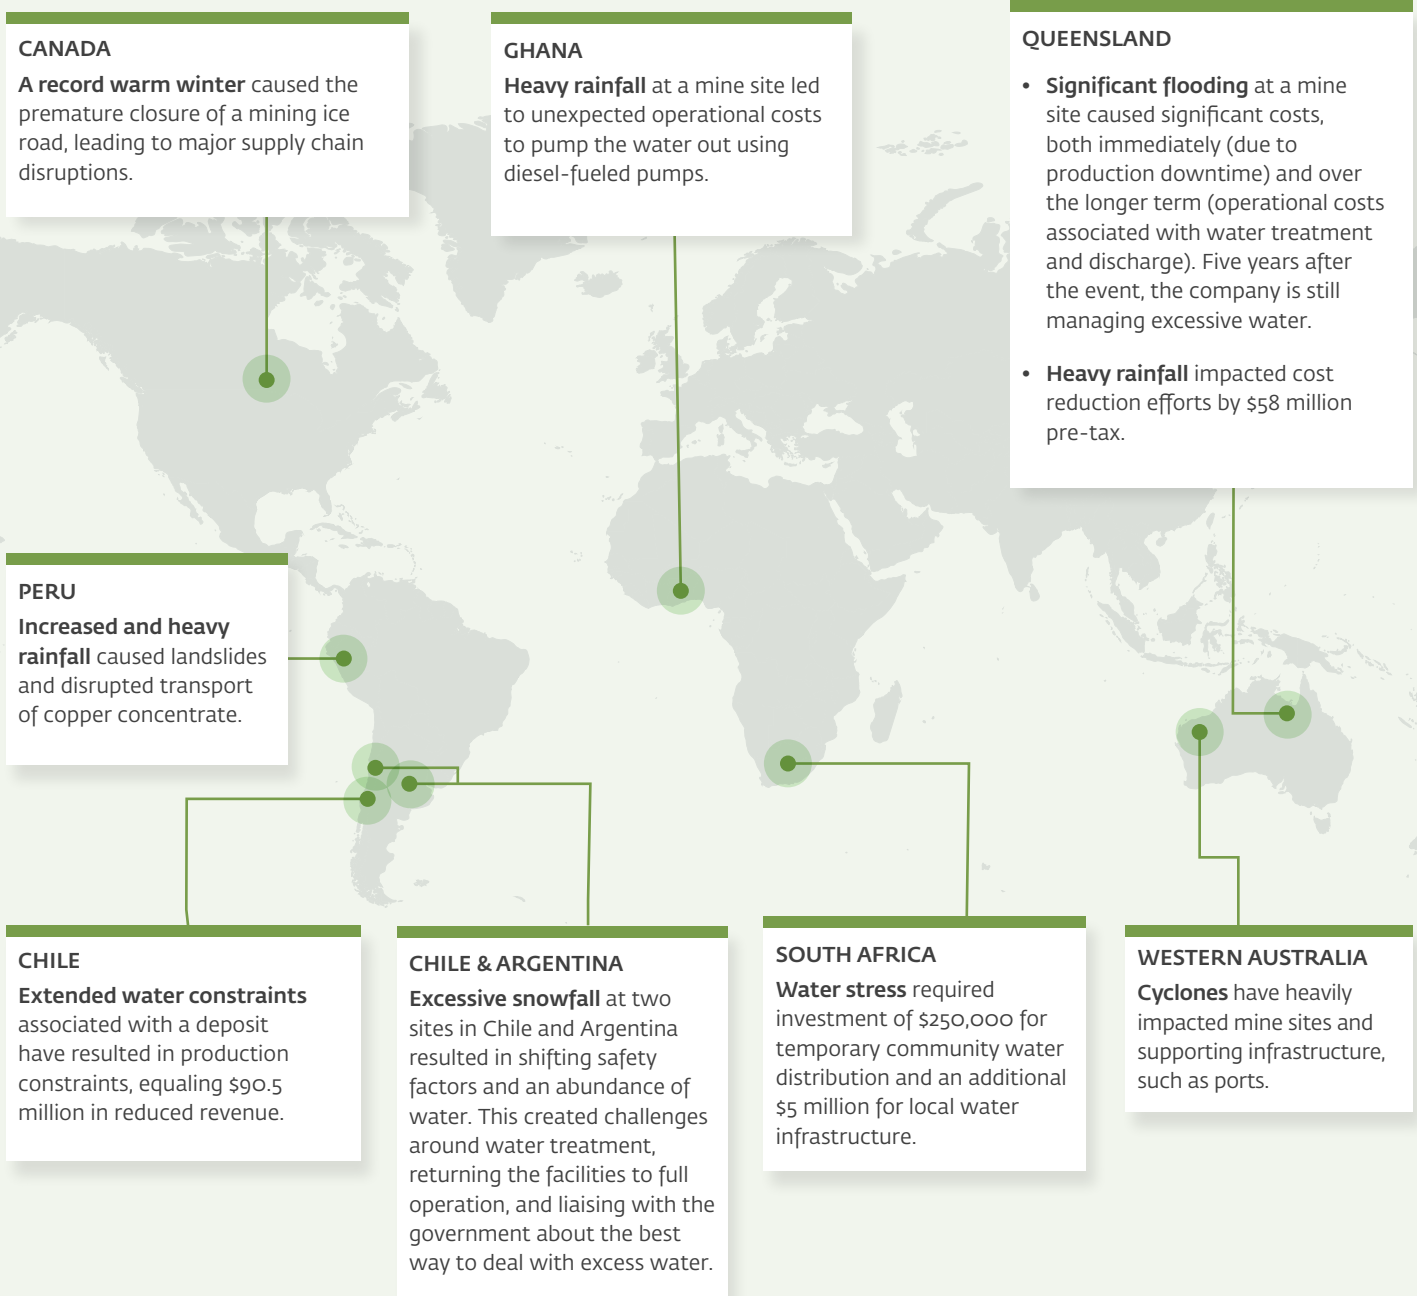 CANADA
A record warm winter caused the
premature closure of a mining ice
road, leading to major supply chain
disruptions.
GHANA
Heavy rainfall at a mine site led
to unexpected operational costs
to pump the water out using
diesel-fueled pumps.
QUEENSLAND
• Significant flooding at a mine
site caused significant costs,
both immediately (due to
production downtime) and over
the longer term (operational costs
associated with water treatment
and discharge). Five years after
the event, the company is still
managing excessive water.
• Heavy rainfall impacted cost
reduction efforts by $58 million
pre-tax.
PERU
Increased and heavy
rainfall caused landslides
and disrupted transport
of copper concentrate.
CHILE
Extended water constraints
associated with a deposit
have resulted in production
constraints, equaling $90.5
million in reduced revenue.
CHILE & ARGENTINA
Excessive snowfall at two
sites in Chile and Argentina
resulted in shifting safety
factors and an abundance of
water. This created challenges
around water treatment,
returning the facilities to full
operation, and liaising with the
government about the best
way to deal with excess water.
SOUTH AFRICA
Water stress required
investment of $250,000 for
temporary community water
distribution and an additional
$5 million for local water
infrastructure.
WESTERN AUSTRALIA
Cyclones have heavily
impacted mine sites and
supporting infrastructure,
such as ports.